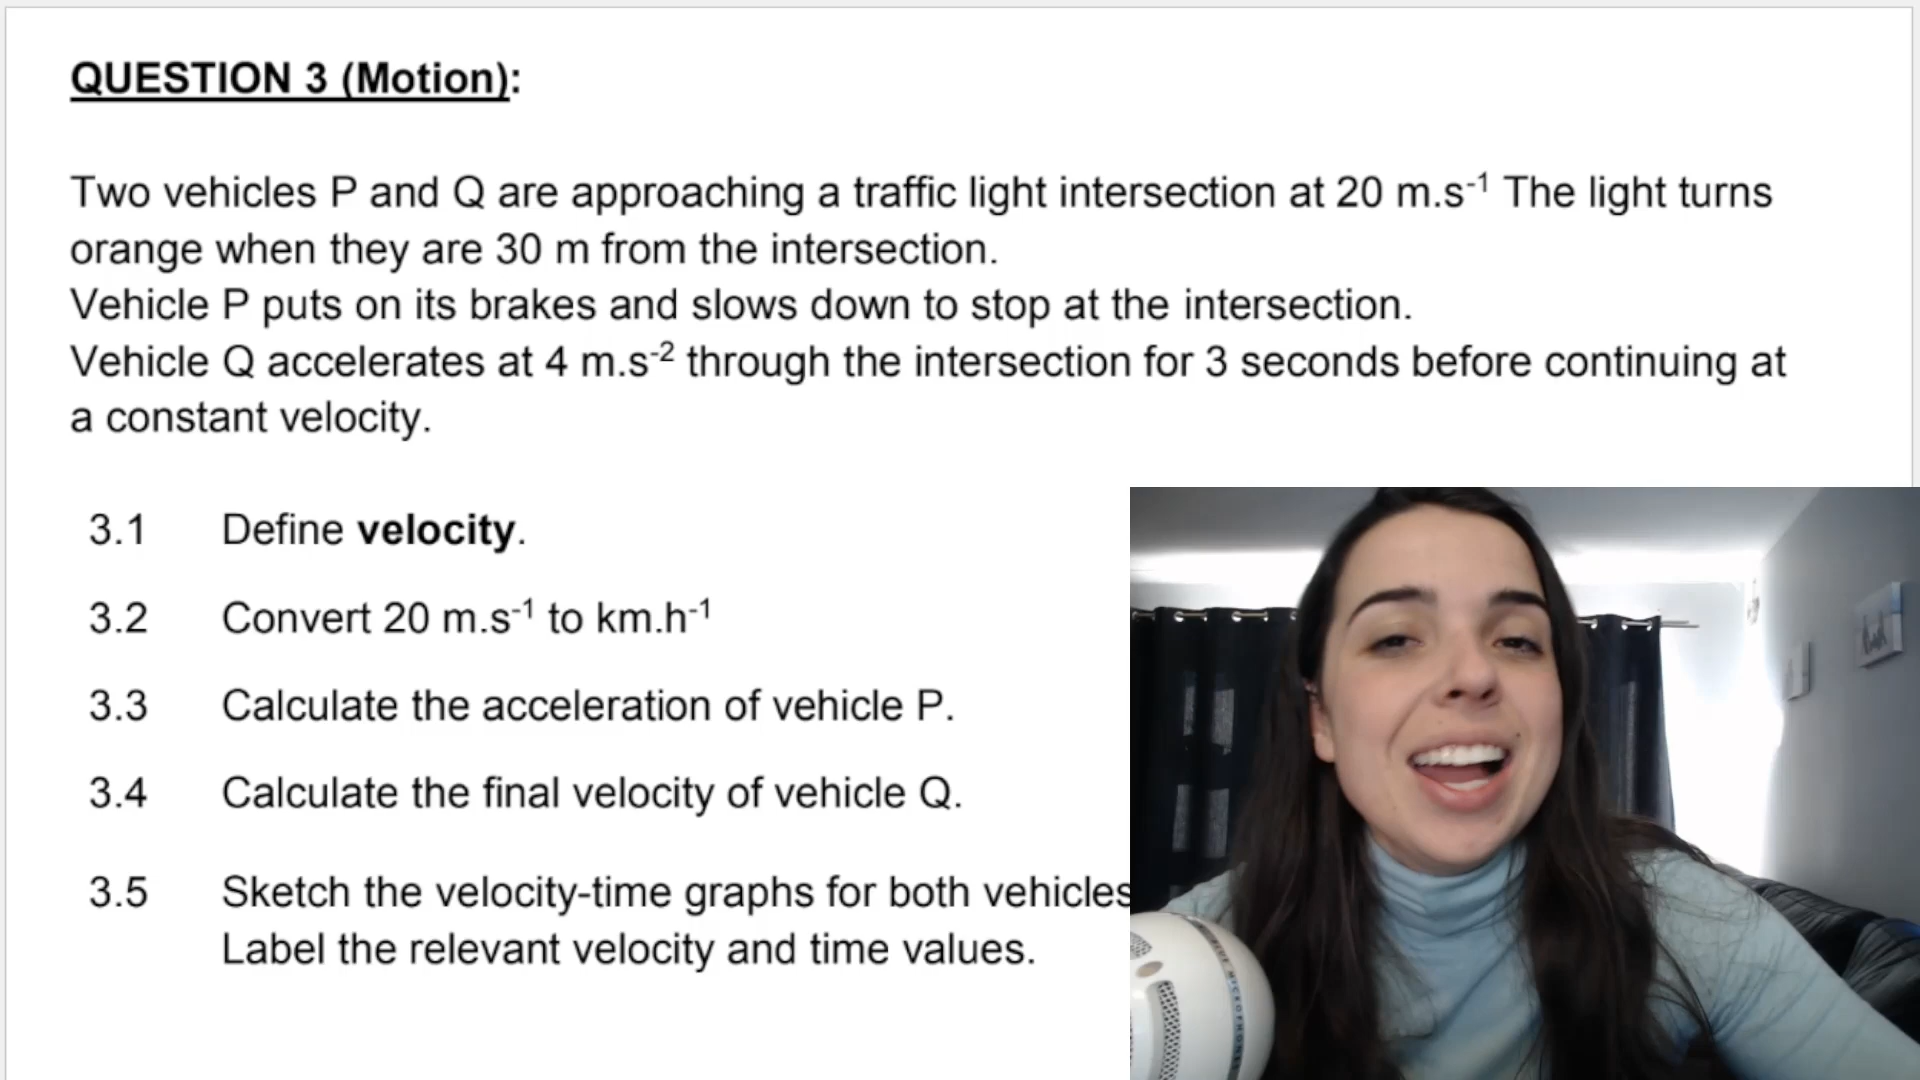 QUESTION 3 (Motion):
Two vehicles P and Q are approaching a traffic light intersection at 20 m.s⁻¹ The light turns
orange when they are 30 m from the intersection.
Vehicle P puts on its brakes and slows down to stop at the intersection.
Vehicle Q accelerates at 4 m.s⁻² through the intersection for 3 seconds before continuing at
a constant velocity.
3.1 Define velocity.
3.2 Convert 20 m.s⁻¹ to km.h⁻¹
3.3 Calculate the acceleration of vehicle P.
3.4 Calculate the final velocity of vehicle Q.
3.5 Sketch the velocity-time graphs for both vehicles
Label the relevant velocity and time values.